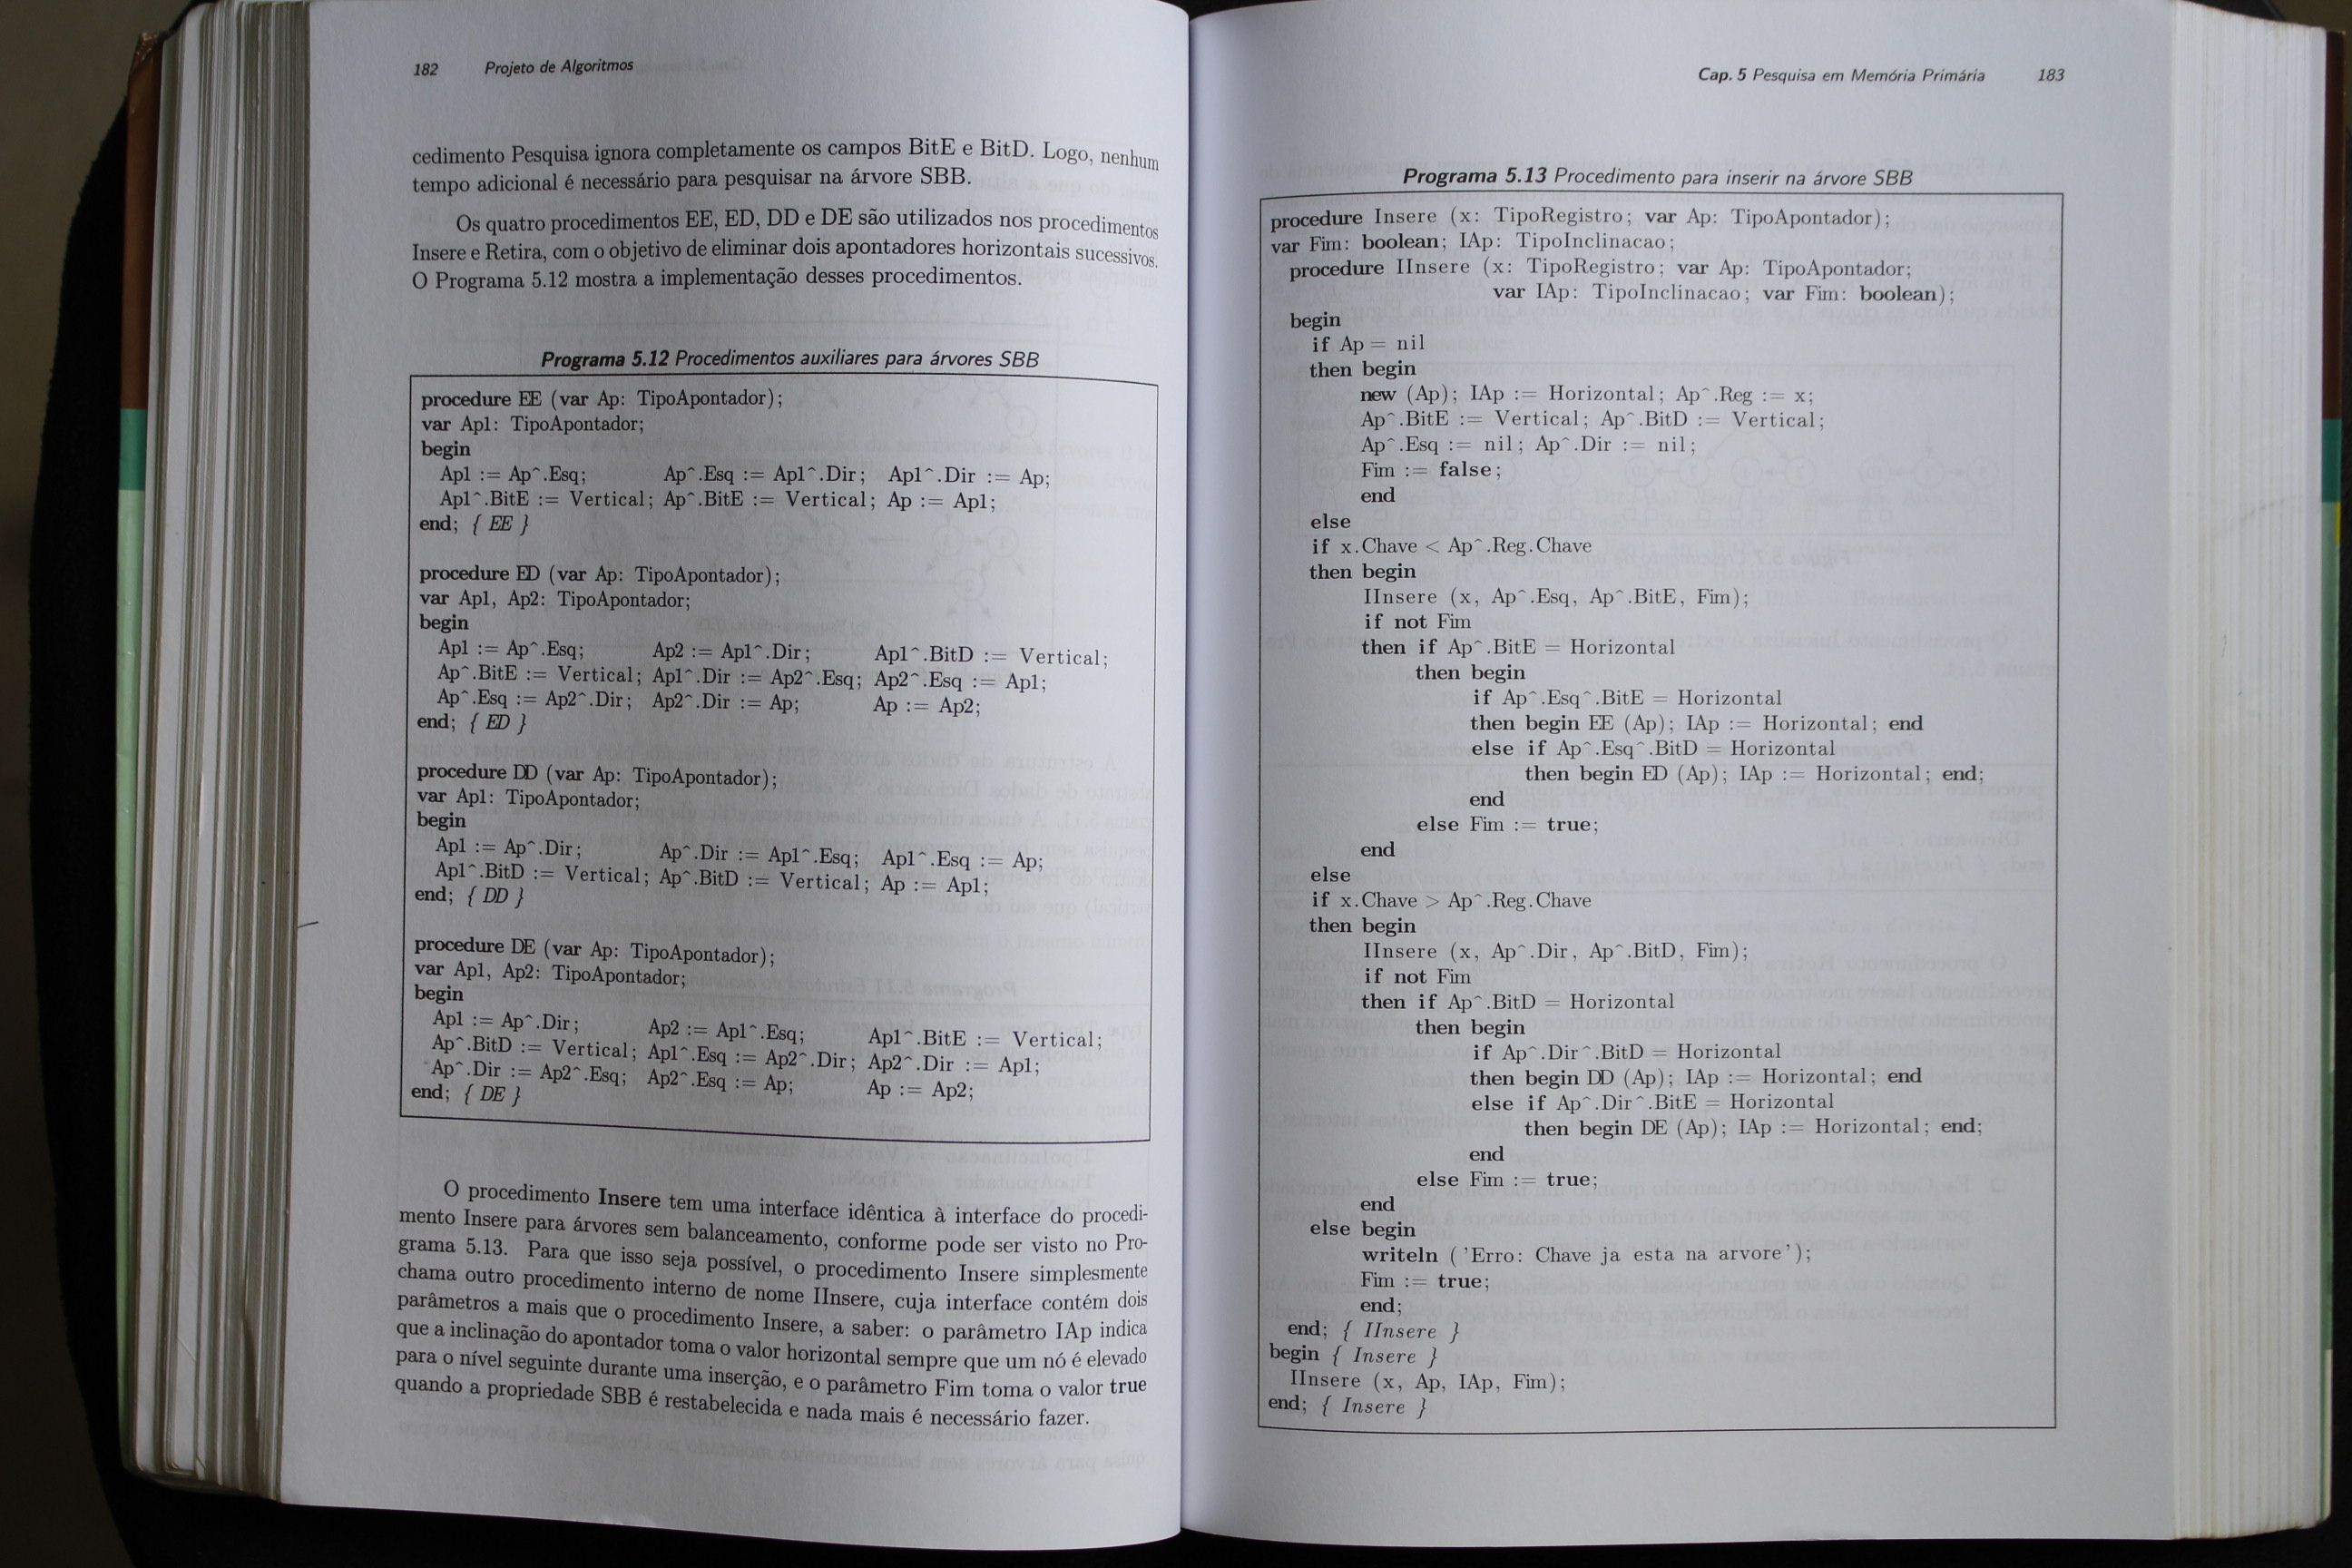 182 Projeto de Algoritmos
cedimento Pesquisa ignora completamente os campos BitE e BitD. Logo, nenhum
tempo adicional é necessário para pesquisar na árvore SBB.
Os quatro procedimentos EE, ED, DD e DE são utilizados nos procedimentos
Insere e Retira, com o objetivo de eliminar dois apontadores horizontais sucessivos.
O Programa 5.12 mostra a implementação desses procedimentos.
Programa 5.12 Procedimentos auxiliares para árvores SBB
procedure EE (var Ap: TipoApontador);
var Ap1: TipoApontador;
begin
Ap1 := Ap^.Esq; Ap^.Esq := Ap1^.Dir; Ap1^.Dir := Ap;
Ap1^.BitE := Vertical; Ap^.BitE := Vertical; Ap := Ap1;
end; { EE }
procedure ED (var Ap: TipoApontador);
var Ap1, Ap2: TipoApontador;
begin
Ap1 := Ap^.Esq; Ap2 := Ap1^.Dir; Ap1^.BitD := Vertical;
Ap^.BitE := Vertical; Ap1^.Dir := Ap2^.Esq; Ap2^.Esq := Ap1;
Ap^.Esq := Ap2^.Dir; Ap2^.Dir := Ap; Ap := Ap2;
end; { ED }
procedure DD (var Ap: TipoApontador);
var Ap1: TipoApontador;
begin
Ap1 := Ap^.Dir; Ap^.Dir := Ap1^.Esq; Ap1^.Esq := Ap;
Ap1^.BitD := Vertical; Ap^.BitD := Vertical; Ap := Ap1;
end; { DD }
procedure DE (var Ap: TipoApontador);
var Ap1, Ap2: TipoApontador;
begin
Ap1 := Ap^.Dir; Ap2 := Ap1^.Esq; Ap1^.BitE := Vertical;
Ap^.BitD := Vertical; Ap1^.Esq := Ap2^.Dir; Ap2^.Dir := Ap1;
Ap^.Dir := Ap2^.Esq; Ap2^.Esq := Ap; Ap := Ap2;
end; { DE }
O procedimento Insere tem uma interface idêntica à interface do procedi-
mento Insere para árvores sem balanceamento, conforme pode ser visto no Pro-
grama 5.13. Para que isso seja possível, o procedimento Insere simplesmente
chama outro procedimento interno de nome IInsere, cuja interface contém dois
parâmetros a mais que o procedimento Insere, a saber: o parâmetro IAp indica
que a inclinação do apontador toma o valor horizontal sempre que um nó é elevado
para o nível seguinte durante uma inserção, e o parâmetro Fim toma o valor true
quando a propriedade SBB é restabelecida e nada mais é necessário fazer.
Cap. 5 Pesquisa em Memória Primária 183
Programa 5.13 Procedimento para inserir na árvore SBB
procedure Insere (x: TipoRegistro; var Ap: TipoApontador);
var Fim: boolean; IAp: TipoInclinacao;
procedure IInsere (x: TipoRegistro; var Ap: TipoApontador;
var IAp: TipoInclinacao; var Fim: boolean);
begin
if Ap = nil
then begin
new (Ap); IAp := Horizontal; Ap^.Reg := x;
Ap^.BitE := Vertical; Ap^.BitD := Vertical;
Ap^.Esq := nil; Ap^.Dir := nil;
Fim := false;
end
else
if x.Chave < Ap^.Reg.Chave
then begin
IInsere (x, Ap^.Esq, Ap^.BitE, Fim);
if not Fim
then if Ap^.BitE = Horizontal
then begin
if Ap^.Esq^.BitE = Horizontal
then begin EE (Ap); IAp := Horizontal; end
else if Ap^.Esq^.BitD = Horizontal
then begin ED (Ap); IAp := Horizontal; end;
end
else Fim := true;
end
else
if x.Chave > Ap^.Reg.Chave
then begin
IInsere (x, Ap^.Dir, Ap^.BitD, Fim);
if not Fim
then if Ap^.BitD = Horizontal
then begin
if Ap^.Dir^.BitD = Horizontal
then begin DD (Ap); IAp := Horizontal; end
else if Ap^.Dir^.BitE = Horizontal
then begin DE (Ap); IAp := Horizontal; end;
end
else Fim := true;
end
else begin
writeln ('Erro: Chave ja esta na arvore');
Fim := true;
end;
end; { IInsere }
begin { Insere }
IInsere (x, Ap, IAp, Fim);
end; { Insere }